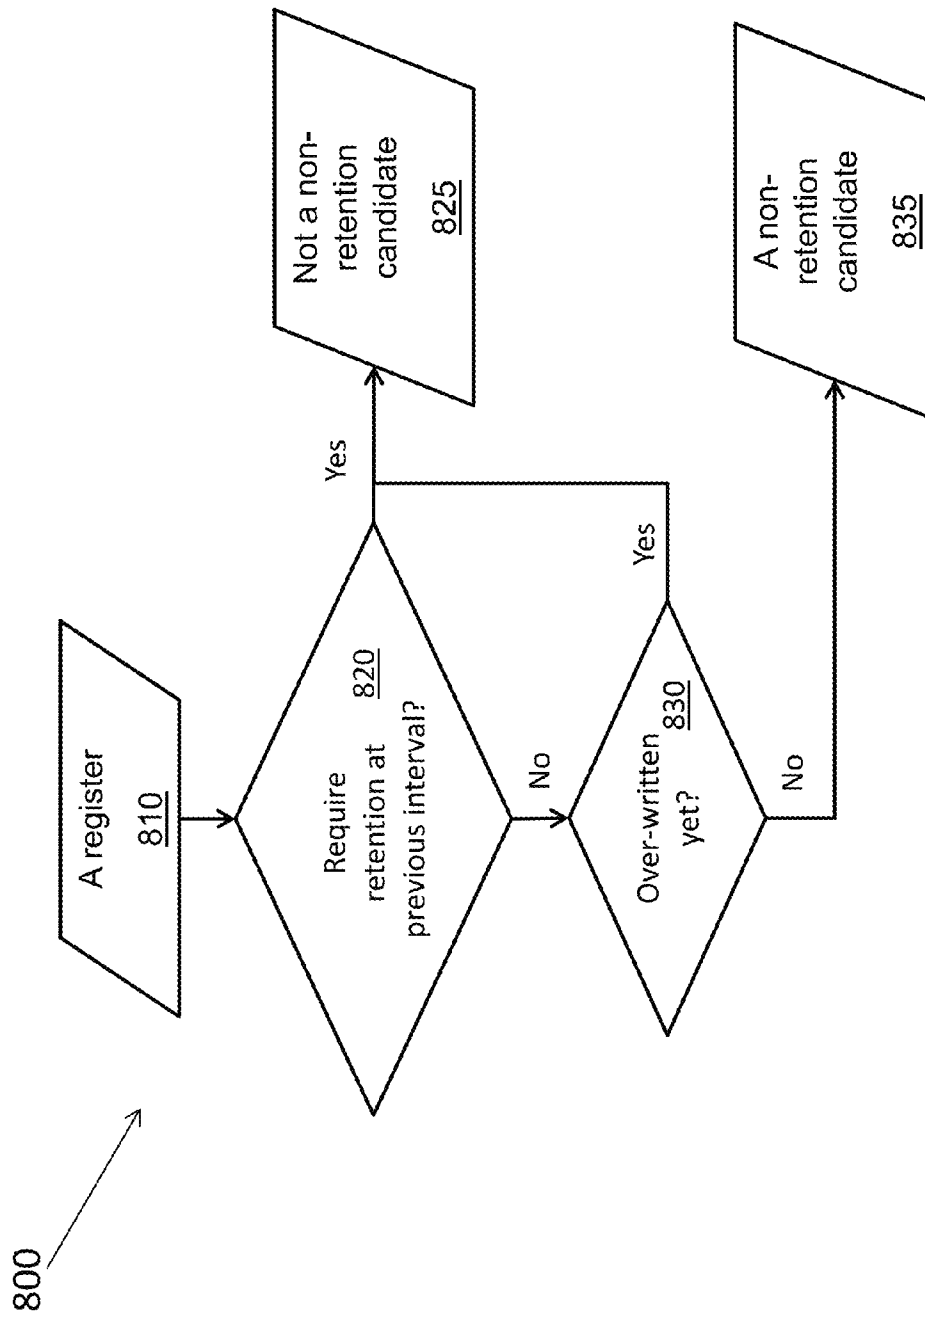 800
A register
810
820
Require
retention at
previous interval?
Yes
Not a non-
retention
candidate
825
No
Over-written
830
yet?
Yes
No
A non-
retention
candidate
835